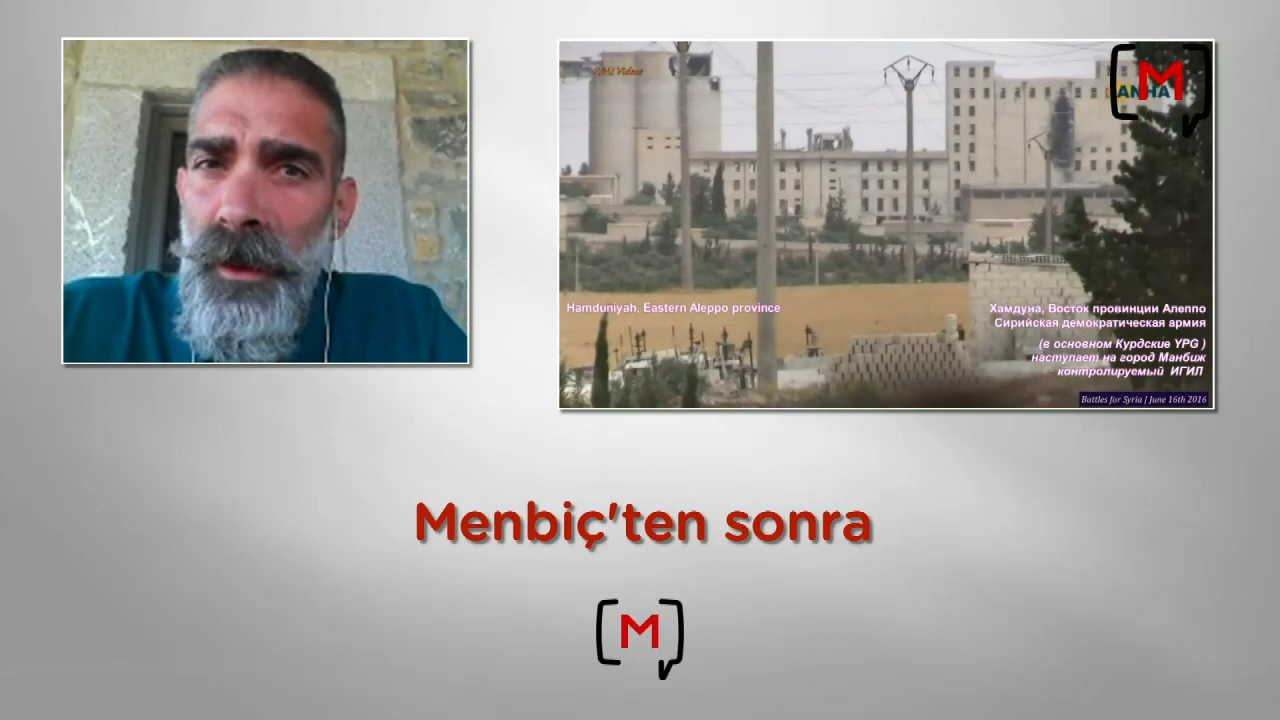 ANHA
M
Hamduniyah, Eastern Aleppo province
Хамдуна, Восток провинции Алеппо
Сирийская демократическая армия
(в основном Курдские YPG )
наступает на город Манбиж
контролируемый ИГИЛ
Battles for Syria | June 16th 2016
Menbiç'ten sonra
[M]